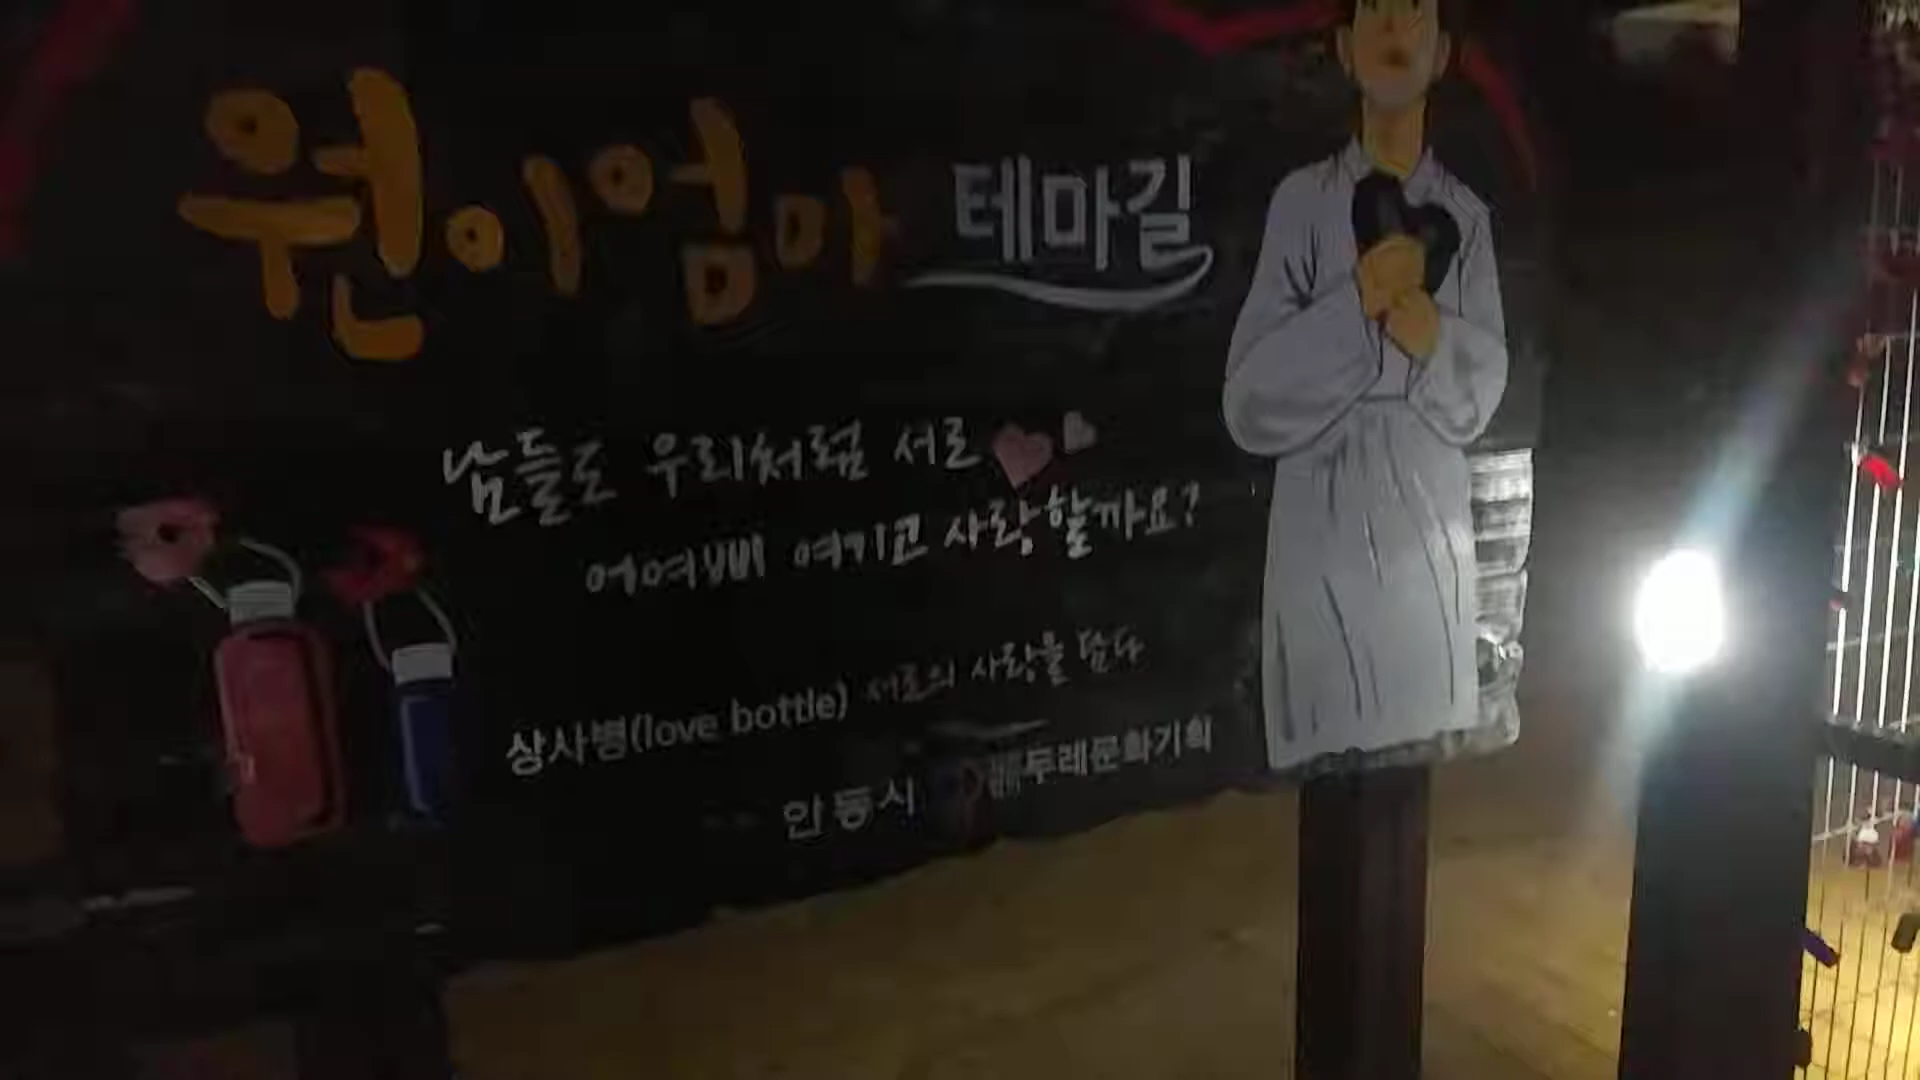 원이엄마 테마길
남들도 우리처럼 서로
어여삐 여기고 사랑할까요?
상사병(love bottle) 서로의 사랑을 담다
안동시 두레문화기획